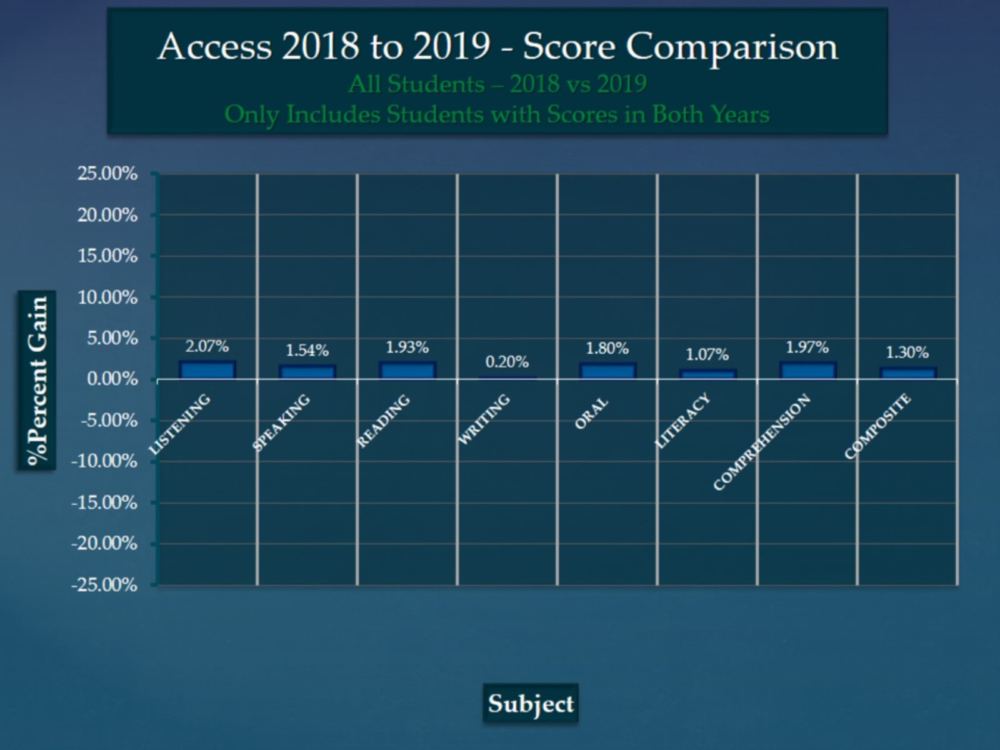 Access 2018 to 2019 - Score Comparison
All Students – 2018 vs 2019
Only Includes Students with Scores in Both Years
%Percent Gain
25.00%
20.00%
15.00%
10.00%
5.00%
0.00%
-5.00%
-10.00%
-15.00%
-20.00%
-25.00%
2.07%
1.54%
1.93%
0.20%
1.80%
1.07%
1.97%
1.30%
LISTENING
SPEAKING
READING
WRITING
ORAL
LITERACY
COMPREHENSION
COMPOSITE
Subject